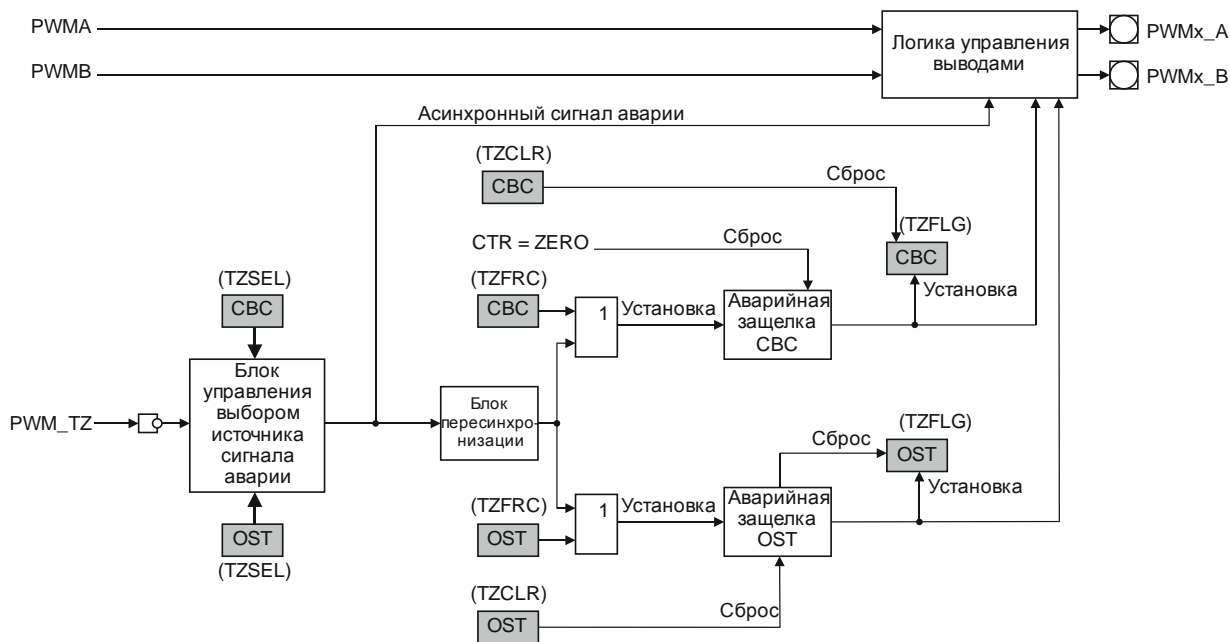 PWMA
PWMB
Логика управления
выводами
PWMx_A
PWMx_B
Асинхронный сигнал аварии
(TZCLR)
CBC
Сброс
(TZFLG)
CBC
CTR = ZERO
Сброс
(TZSEL)
CBC
(TZFRC)
CBC
1
Установка
Аварийная
защелка
CBC
Установка
PWM_TZ
Блок
управления
выбором
источника
сигнала
аварии
Блок
пересинхро-
низации
(TZFLG)
OST
Сброс
Установка
(TZFRC)
OST
1
Установка
Аварийная
защелка
OST
OST
(TZSEL)
(TZCLR)
OST
Сброс